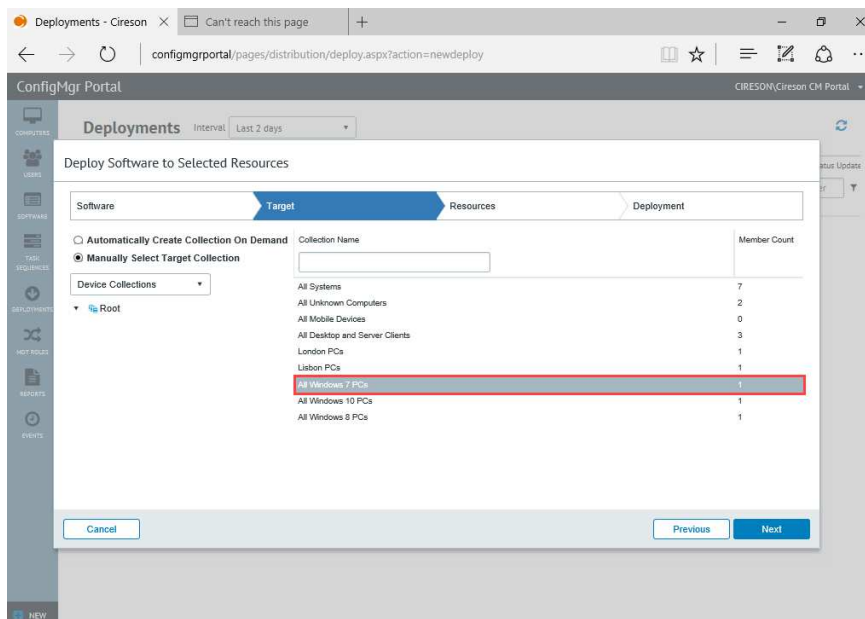 Deployments - Cireson
Can't reach this page
configmgrportal/pages/distribution/deploy.aspx?action=newdeploy
ConfigMgr Portal
CIRESON\Cireson CM Portal
COMPUTERS
Deployments Interval Last 2 days
USERS
Deploy Software to Selected Resources
atus Update
SOFTWARE
Software Target Resources Deployment
TASK SEQUENCES
Automatically Create Collection On Demand
Manually Select Target Collection
Device Collections
Root
Collection Name Member Count
All Systems 7
All Unknown Computers 2
All Mobile Devices 0
All Desktop and Server Clients 3
London PCs 1
Lisbon PCs 1
All Windows 7 PCs 1
All Windows 10 PCs 1
All Windows 8 PCs 1
DEPLOYMENTS
MDT ROLES
REPORTS
EVENTS
Cancel Previous Next
NEW